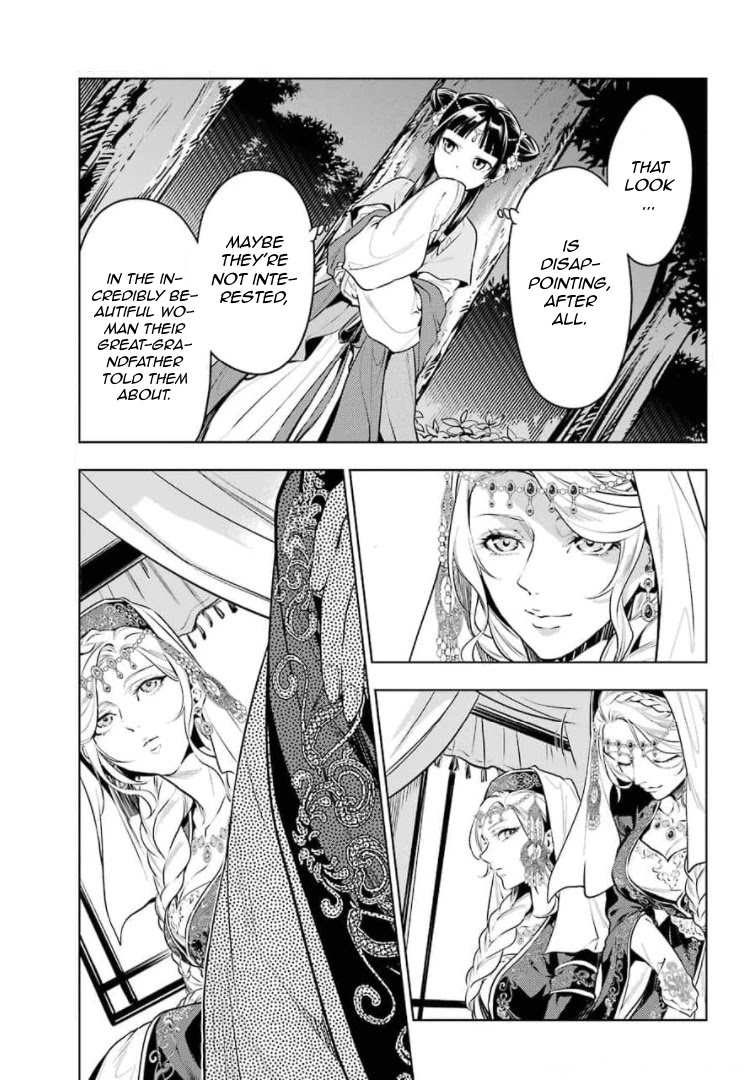 THAT
LOOK
...
IS
DISAP-
POINTING,
AFTER
ALL.
MAYBE
THEY'RE
NOT INTE-
RESTED,
IN THE IN-
CREDIBLY BE-
AUTIFUL WO-
MAN THEIR
GREAT-GRA-
NDFATHER
TOLD THEM
ABOUT.